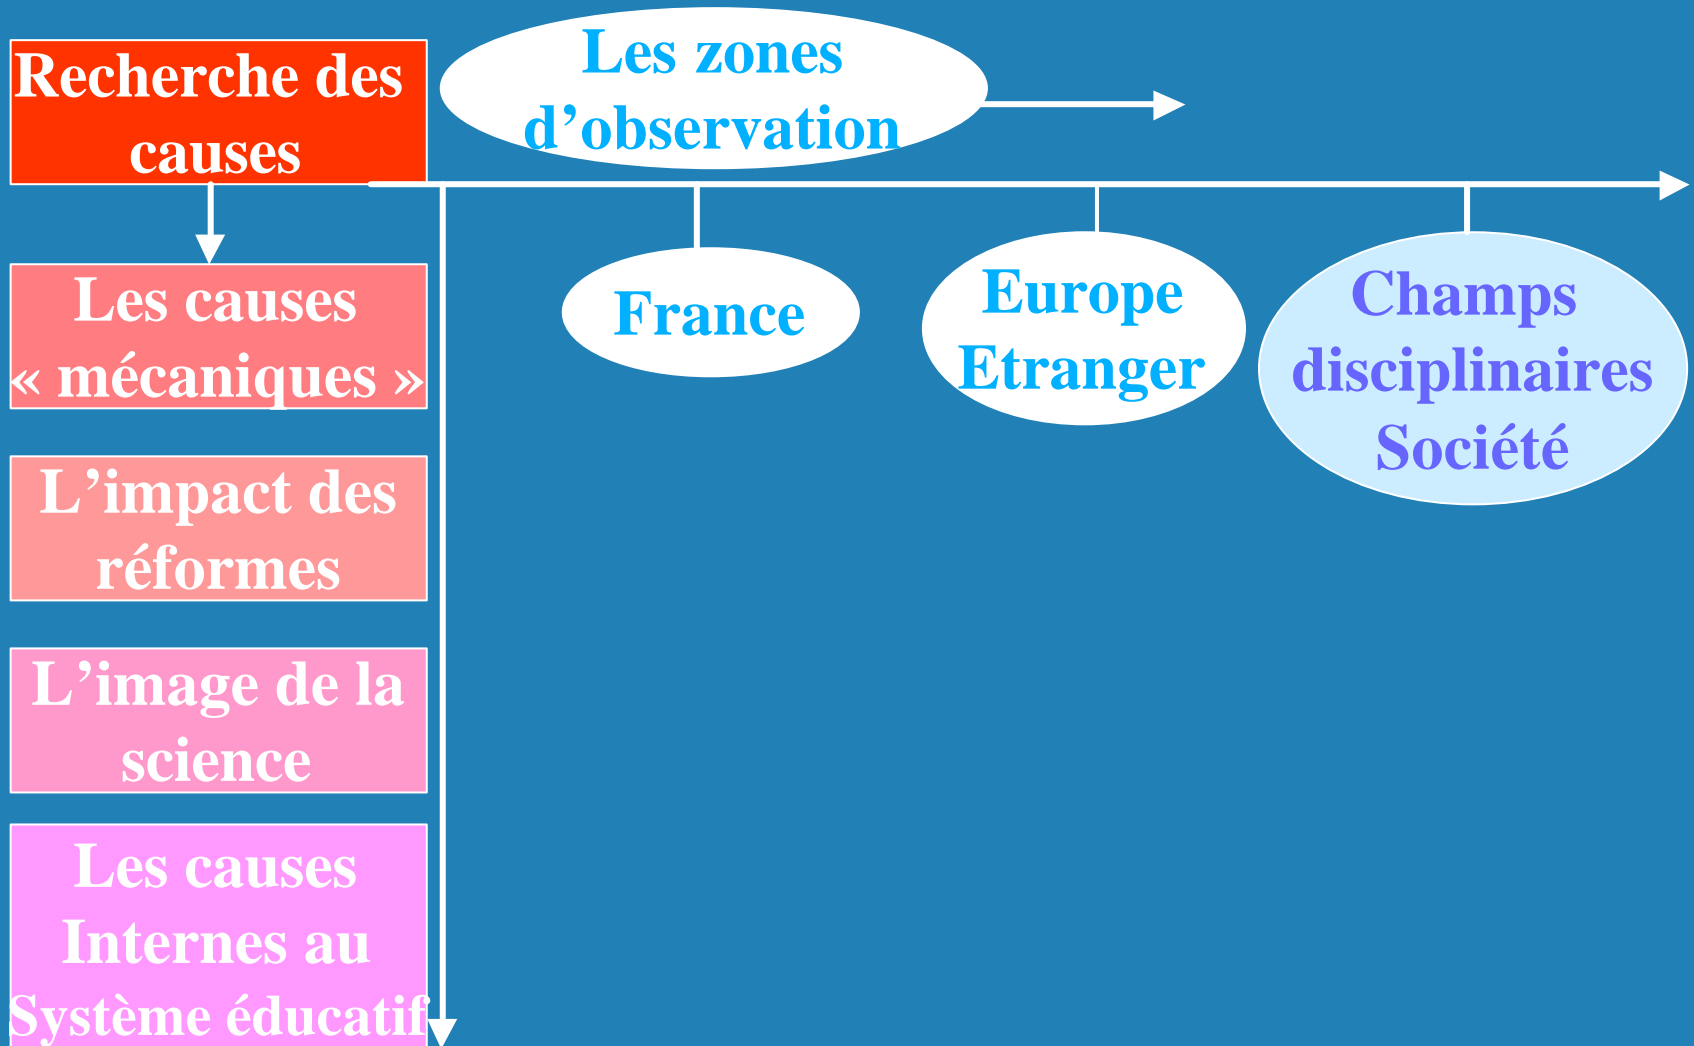 Recherche des
causes
Les zones
d’observation
France
Europe
Etranger
Champs
disciplinaires
Société
Les causes
« mécaniques »
L’impact des
réformes
L’image de la
science
Les causes
Internes au
Système éducatif